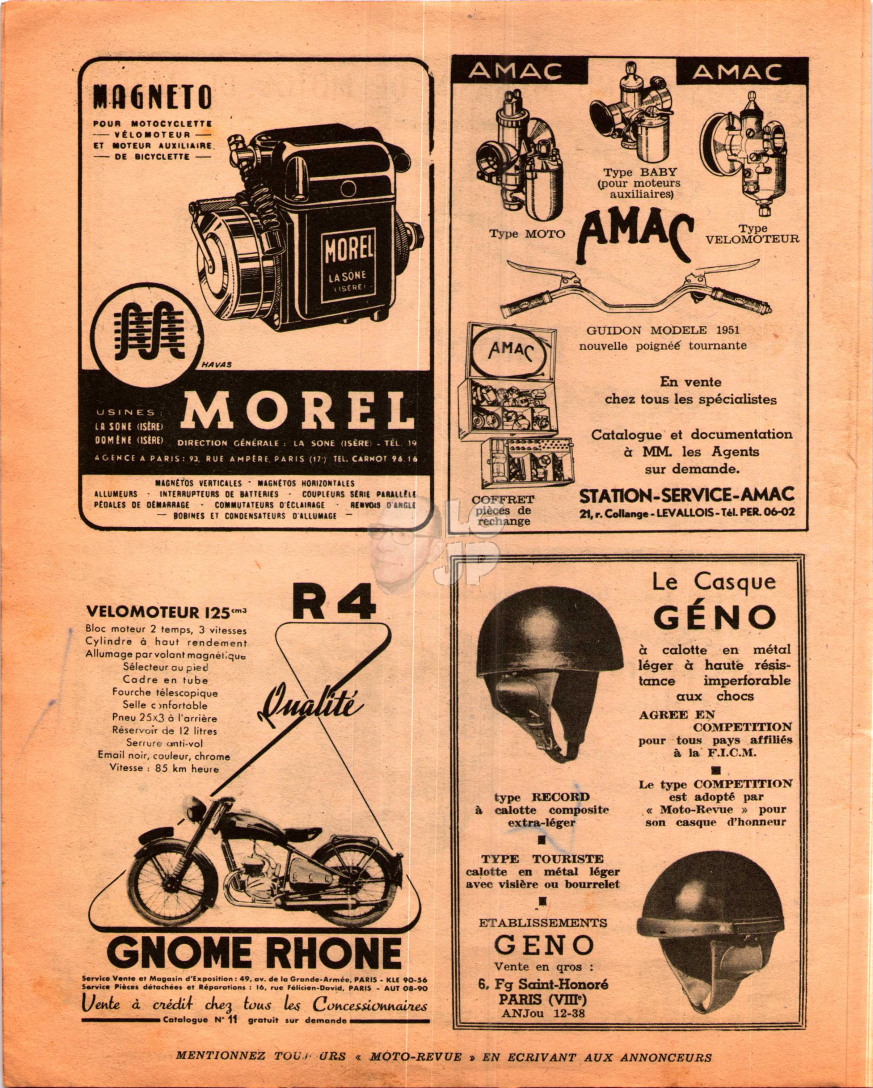 MAGNETO
POUR MOTOCYCLETTE
— VÉLOMOTEUR —
ET MOTEUR AUXILIAIRE
— DE BICYCLETTE —
MOREL
LA SONE
(ISÈRE)
HAVAS
USINES :
LA SONE (ISÈRE)
DOMÈNE (ISÈRE)
MOREL
DIRECTION GÉNÉRALE : LA SONE (ISÈRE) - TÉL. 19
AGENCE A PARIS : 93, RUE AMPÈRE, PARIS (17e) TEL. CARNOT 96.16
MAGNÉTOS VERTICALES - MAGNÉTOS HORIZONTALES
ALLUMEURS - INTERRUPTEURS DE BATTERIES - COUPLEURS SÉRIE PARALLÈLE
PÉDALES DE DÉMARRAGE - COMMUTATEURS D'ÉCLAIRAGE - RENVOIS D'ANGLE
— BOBINES ET CONDENSATEURS D'ALLUMAGE —
AMAC
AMAC
Type BABY
(pour moteurs
auxiliaires)
Type MOTO
AMAC
Type
VELOMOTEUR
GUIDON MODELE 1951
nouvelle poignée tournante
AMAC
En vente
chez tous les spécialistes
Catalogue et documentation
à MM. les Agents
sur demande.
COFFRET
pièces de
rechange
STATION-SERVICE-AMAC
21, r. Collange - LEVALLOIS - Tél. PER. 06-02
LC
JP
VELOMOTEUR 125cm3
R4
Bloc moteur 2 temps, 3 vitesses
Cylindre à haut rendement
Allumage par volant magnétique
Sélecteur au pied
Cadre en tube
Fourche télescopique
Selle confortable
Pneu 25x3 à l'arrière
Réservoir de 12 litres
Serrure anti-vol
Email noir, couleur, chrome
Vitesse : 85 km heure
Qualité
GNOME RHONE
Service Vente et Magasin d'Exposition : 49, av. de la Grande-Armée, PARIS - KLE 90-56
Service Pièces détachées et Réparations : 16, rue Félicien-David, PARIS - AUT 08-90
Vente à crédit chez tous les Concessionnaires
Catalogue N° 11 gratuit sur demande
Le Casque
GÉNO
à calotte en métal
léger à haute résis-
tance imperforable
aux chocs
AGREE EN
COMPETITION
pour tous pays affiliés
à la F.I.C.M.
Le type COMPETITION
est adopté par
« Moto-Revue » pour
son casque d'honneur
type RECORD
à calotte composite
extra-léger
TYPE TOURISTE
calotte en métal léger
avec visière ou bourrelet
ETABLISSEMENTS
GENO
Vente en gros :
6, Fg Saint-Honoré
PARIS (VIIIe)
ANJou 12-38
MENTIONNEZ TOUJOURS « MOTO-REVUE » EN ECRIVANT AUX ANNONCEURS